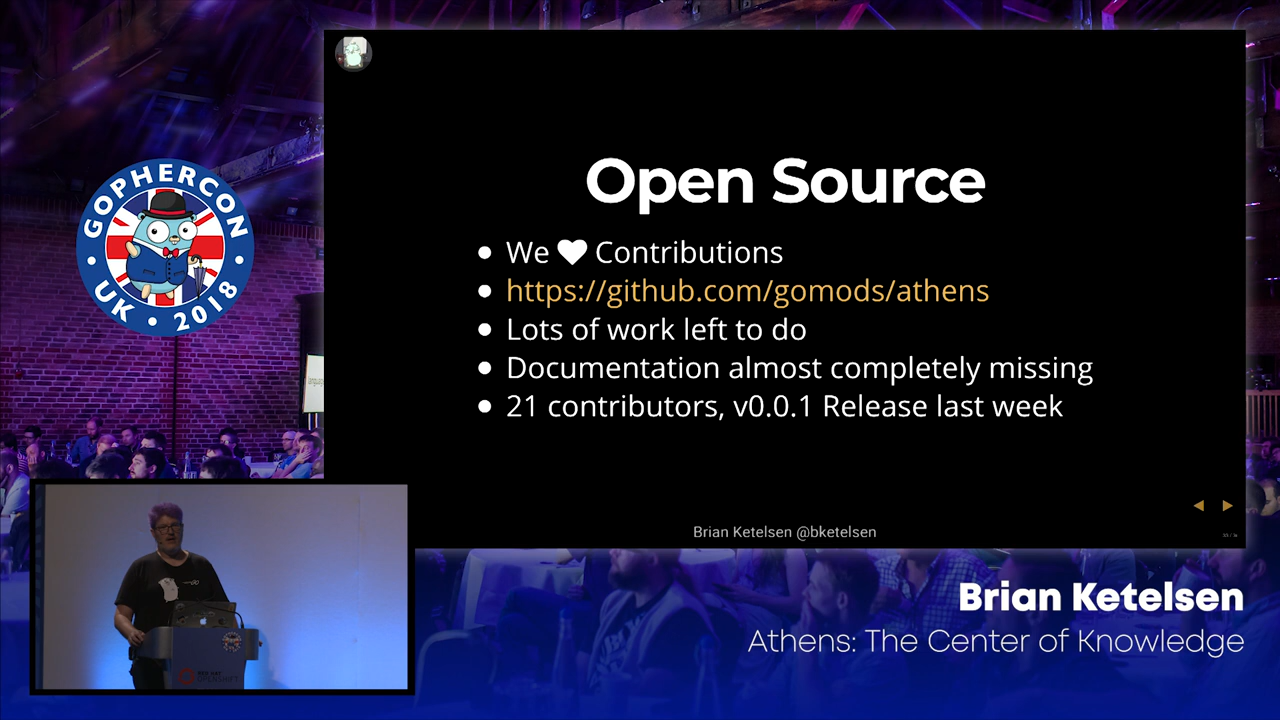 GOPHERCON
UK • 2018
Open Source
• We ♥ Contributions
• https://github.com/gomods/athens
• Lots of work left to do
• Documentation almost completely missing
• 21 contributors, v0.0.1 Release last week
Brian Ketelsen @bketelsen
Brian Ketelsen
Athens: The Center of Knowledge